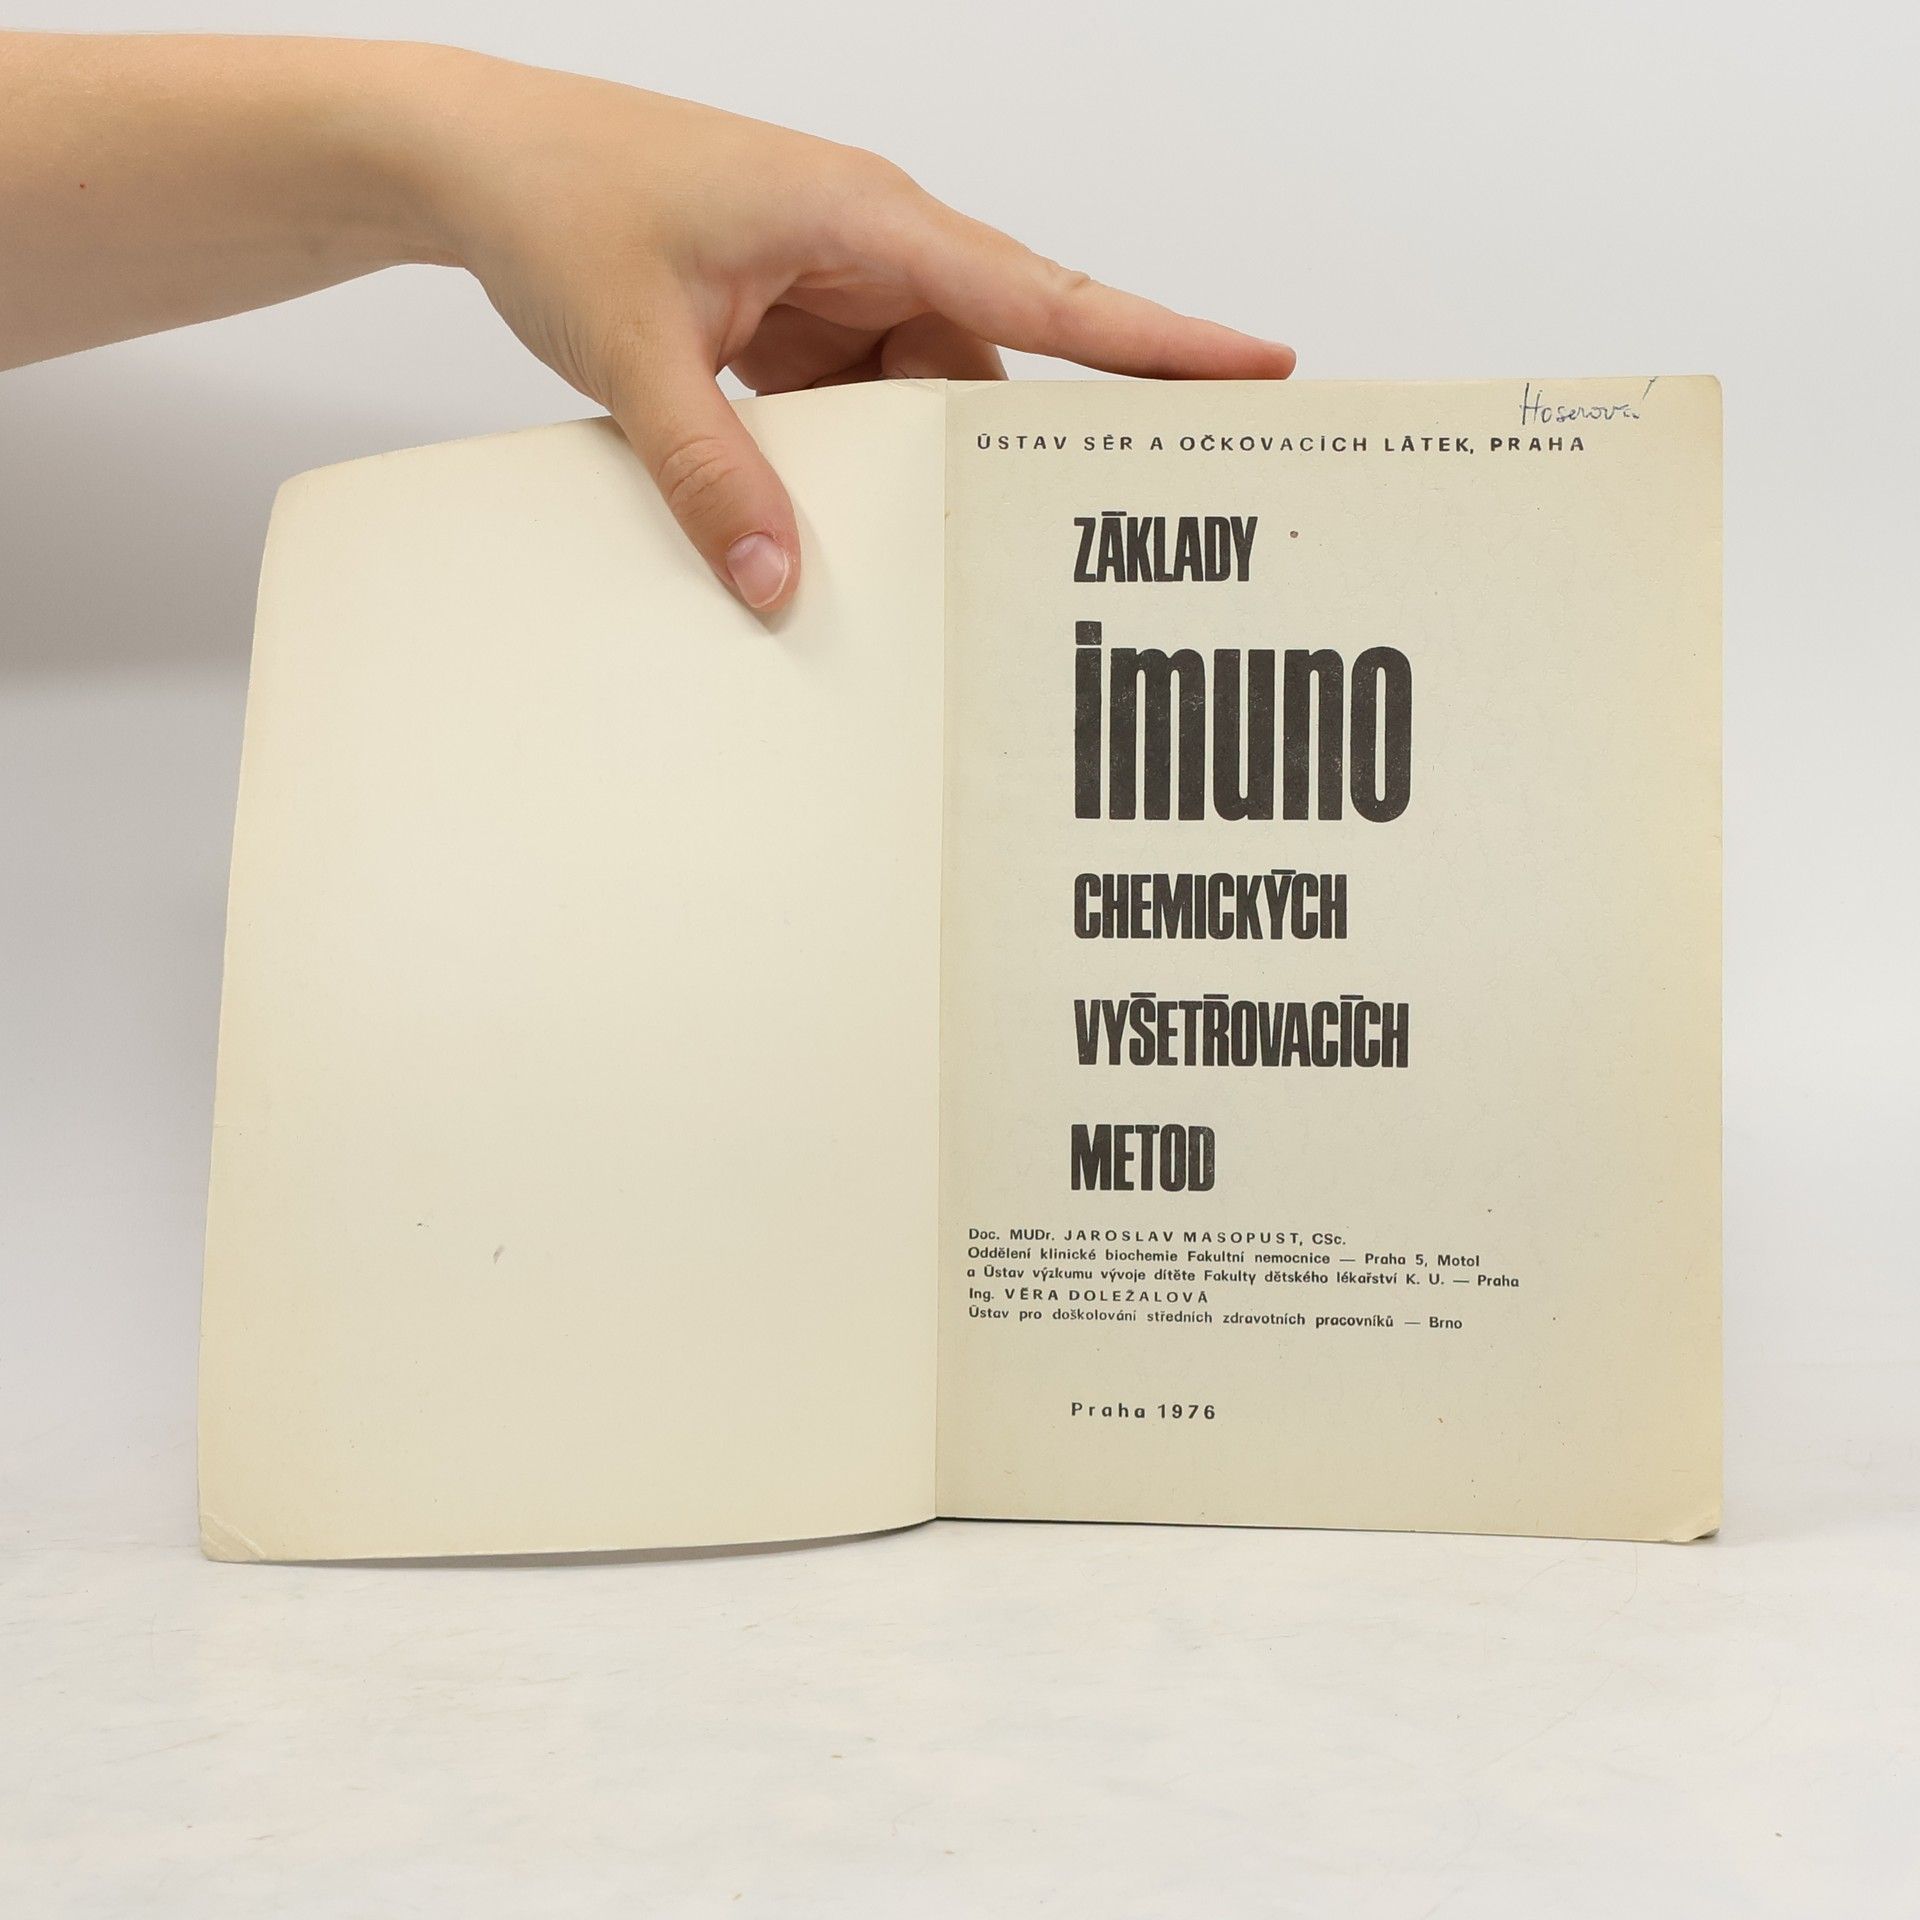 Hoserová
ÚSTAV SÉR A OČKOVACÍCH LÁTEK, PRAHA
ZÁKLADY
imuno
CHEMICKÝCH
VYŠETŘOVACÍCH
METOD
Doc. MUDr. JAROSLAV MASOPUST, CSc.
Oddělení klinické biochemie Fakultní nemocnice — Praha 5, Motol
a Ústav výzkumu vývoje dítěte Fakulty dětského lékařství K. U. — Praha
Ing. VĚRA DOLEŽALOVÁ
Ústav pro doškolování středních zdravotních pracovníků — Brno
Praha 1976